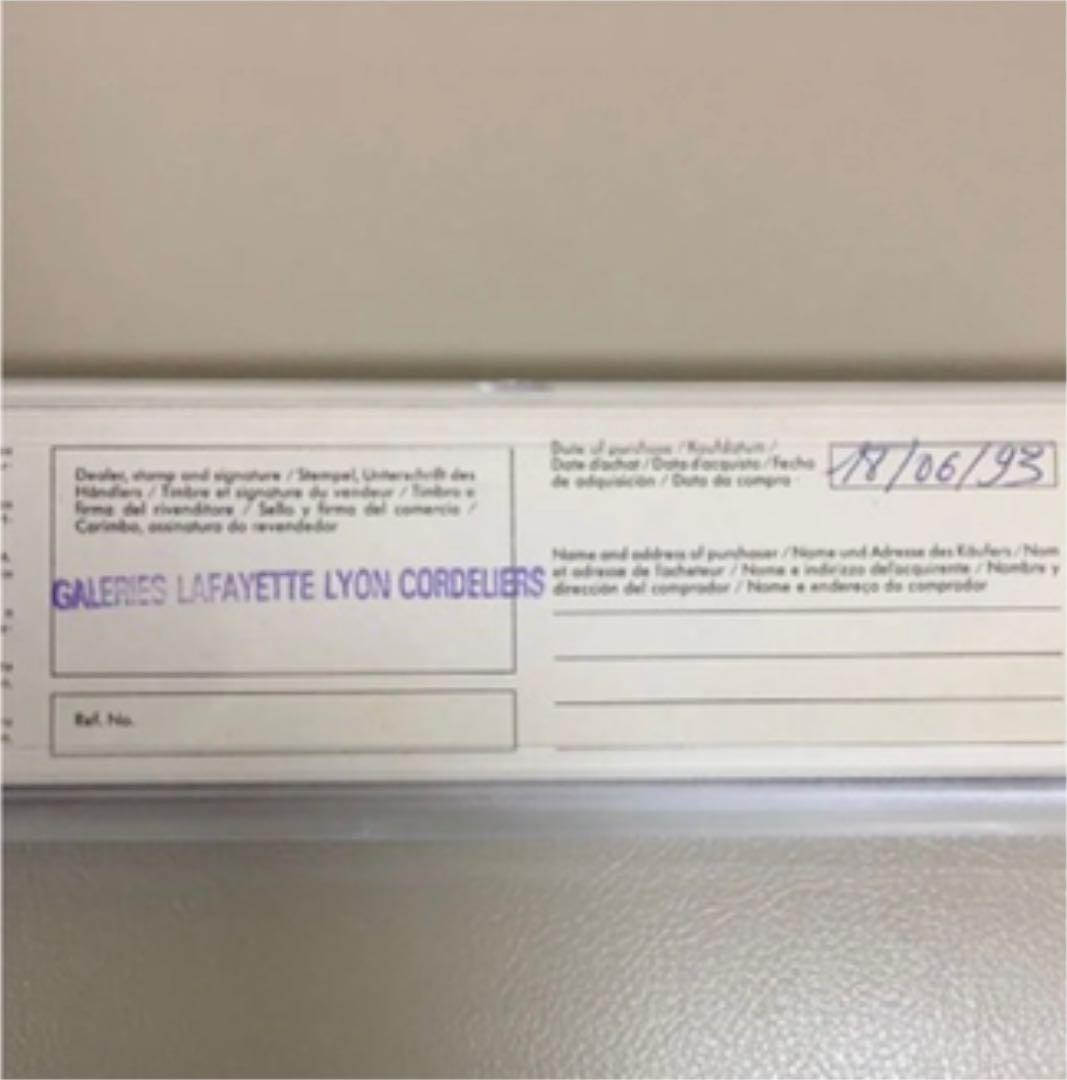 Dealer, stamp and signature / Stempel, Unterschrift des
Händlers / Timbre et signature du vendeur / Timbro e
firma del rivenditore / Sello y firma del comercio /
Carimbo, assinatura do revendedor
GALERIES LAFAYETTE LYON CORDELIERS
Ref. No.
Date of purchase / Kaufdatum /
Date d'achat / Data d'acquisto / Fecha
de adquisición / Data da compra
18/06/93
Name and address of purchaser / Name und Adresse des Käufers / Nom
et adresse de l'acheteur / Nome e indirizzo dell'acquirente / Nombre y
dirección del comprador / Nome e endereço do comprador